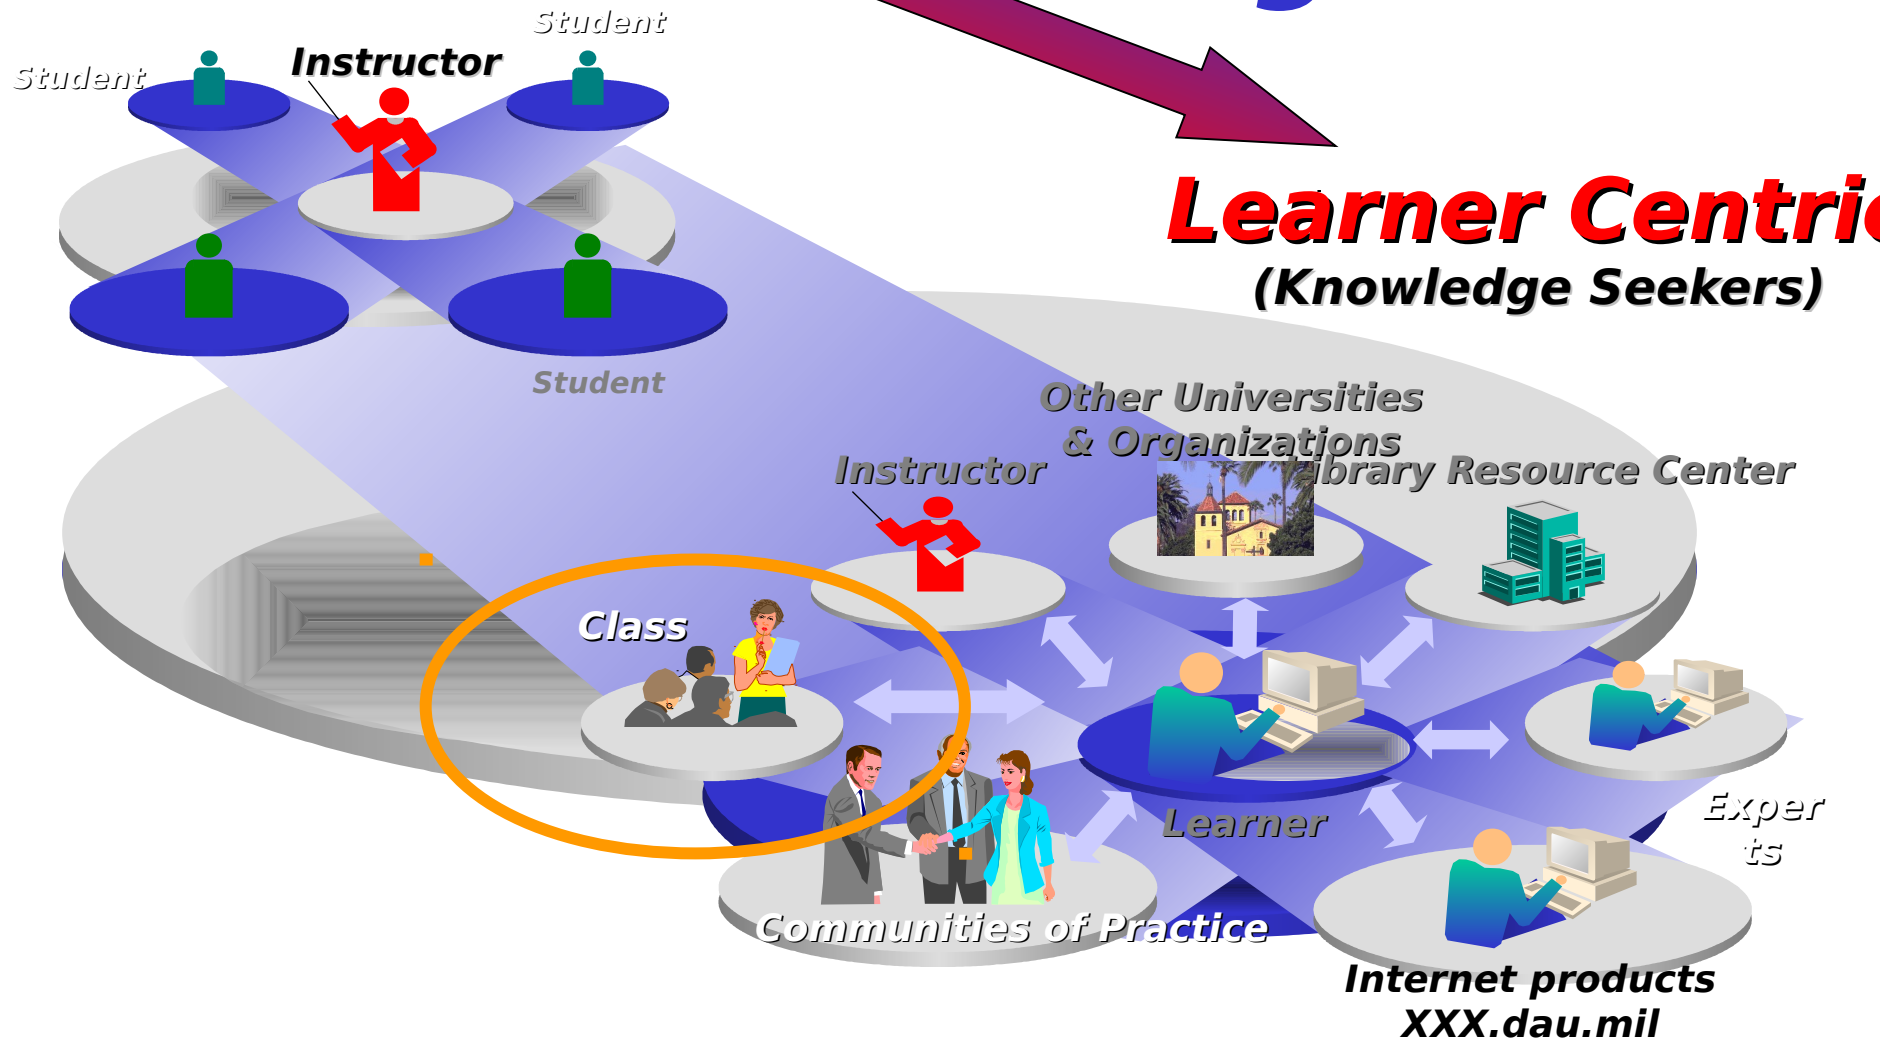 Student
Instructor
Student
Learner Centric
(Knowledge Seekers)
Student
Other Universities
& Organizations
Instructor
Library Resource Center
Class
Learner
Exper
ts
Communities of Practice
Internet products
XXX.dau.mil